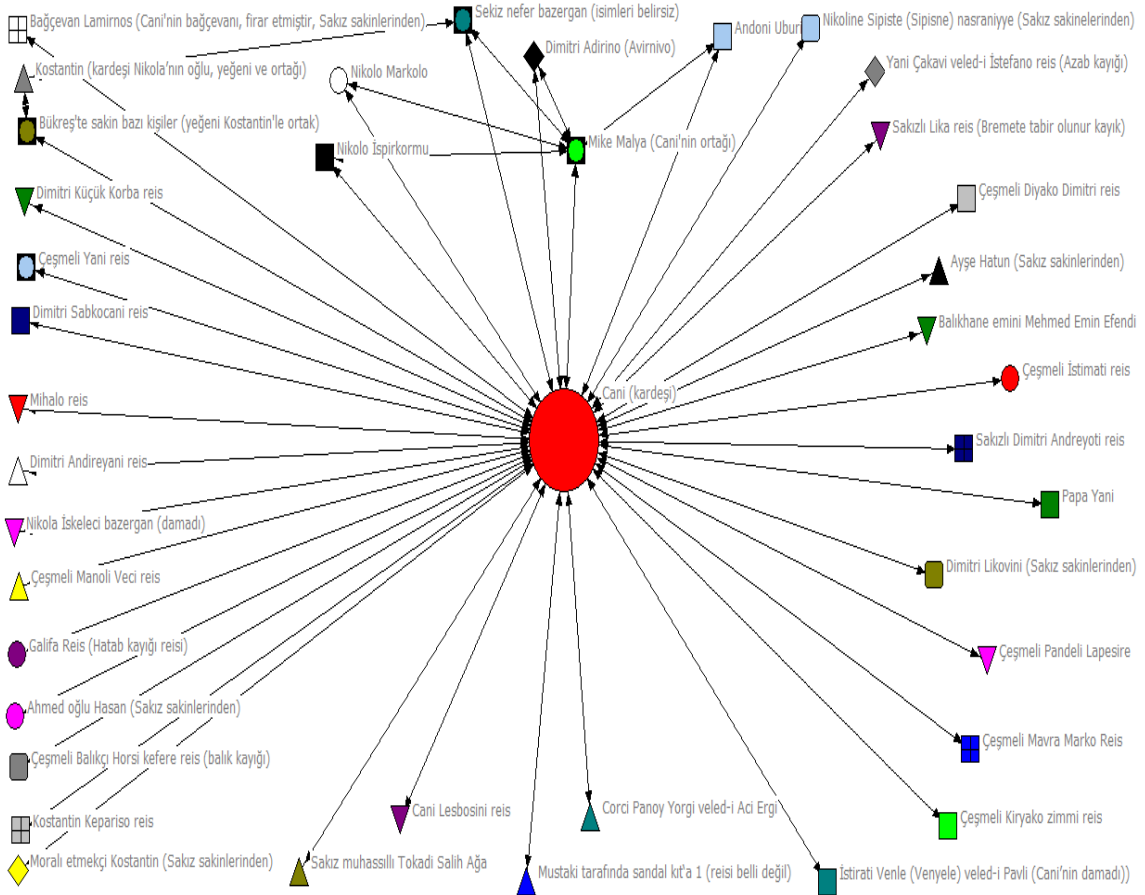 Bağçevan Lamirnos (Cani'nin bağçevanı, firar etmiştir, Sakız sakinlerinden)
Sekiz nefer bazergan (isimleri belirsiz)
Andoni Uburi
Nikoline Sipiste (Sipisne) nasraniyye (Sakız sakinelerinden)
Dimitri Adirino (Avirnivo)
Kostantin (kardeşi Nikola'nın oğlu, yeğeni ve ortağı)
Nikolo Markolo
Yani Çakavi veled-i İstefano reis (Azab kayığı)
Bükreş'te sakin bazı kişiler (yeğeni Kostantin'le ortak)
Nikolo İspirkormu
Mike Malya (Cani'nin ortağı)
Sakızlı Lika reis (Bremete tabir olunur kayık)
Dimitri Küçük Korba reis
Çeşmeli Diyako Dimitri reis
Çeşmeli Yani reis
Ayşe Hatun (Sakız sakinlerinden)
Dimitri Sabkocani reis
Balıkhane emini Mehmed Emin Efendi
Çeşmeli İstimati reis
Cani (kardeşi)
Mihalo reis
Sakızlı Dimitri Andreyoti reis
Dimitri Andireyani reis
Papa Yani
Nikola İskeleci bazergan (damadı)
Dimitri Likovini (Sakız sakinlerinden)
Çeşmeli Manoli Veci reis
Galifa Reis (Hatab kayığı reisi)
Çeşmeli Pandeli Lapesire
Ahmed oğlu Hasan (Sakız sakinlerinden)
Çeşmeli Mavra Marko Reis
Çeşmeli Balıkçı Horsi kefere reis (balık kayığı)
Cani Lesbosini reis
Corci Panoy Yorgi veled-i Aci Ergi
Çeşmeli Kiryako zimmi reis
Kostantin Kepariso reis
Moralı etmekçi Kostantin (Sakız sakinlerinden)
Sakız muhassıllı Tokadi Salih Ağa
Mustaki tarafında sandal kıt'a 1 (reisi belli değil)
İstirati Venle (Venyele) veled-i Pavli (Cani'nin damadı))